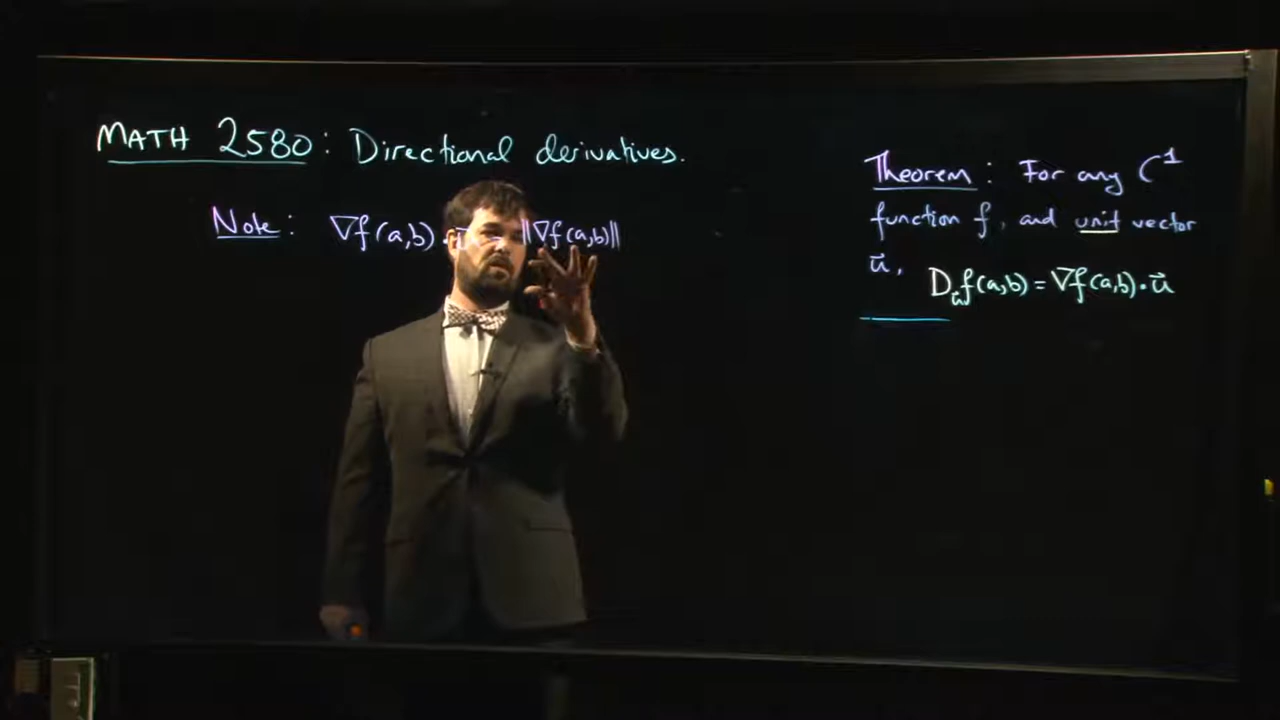 MATH 2580: Directional derivatives.
Note: ∇f(a,b) · ‖∇f(a,b)‖
Theorem: For any C¹
function f, and unit vector
u⃗,
D_u⃗ f(a,b) = ∇f(a,b) · u⃗